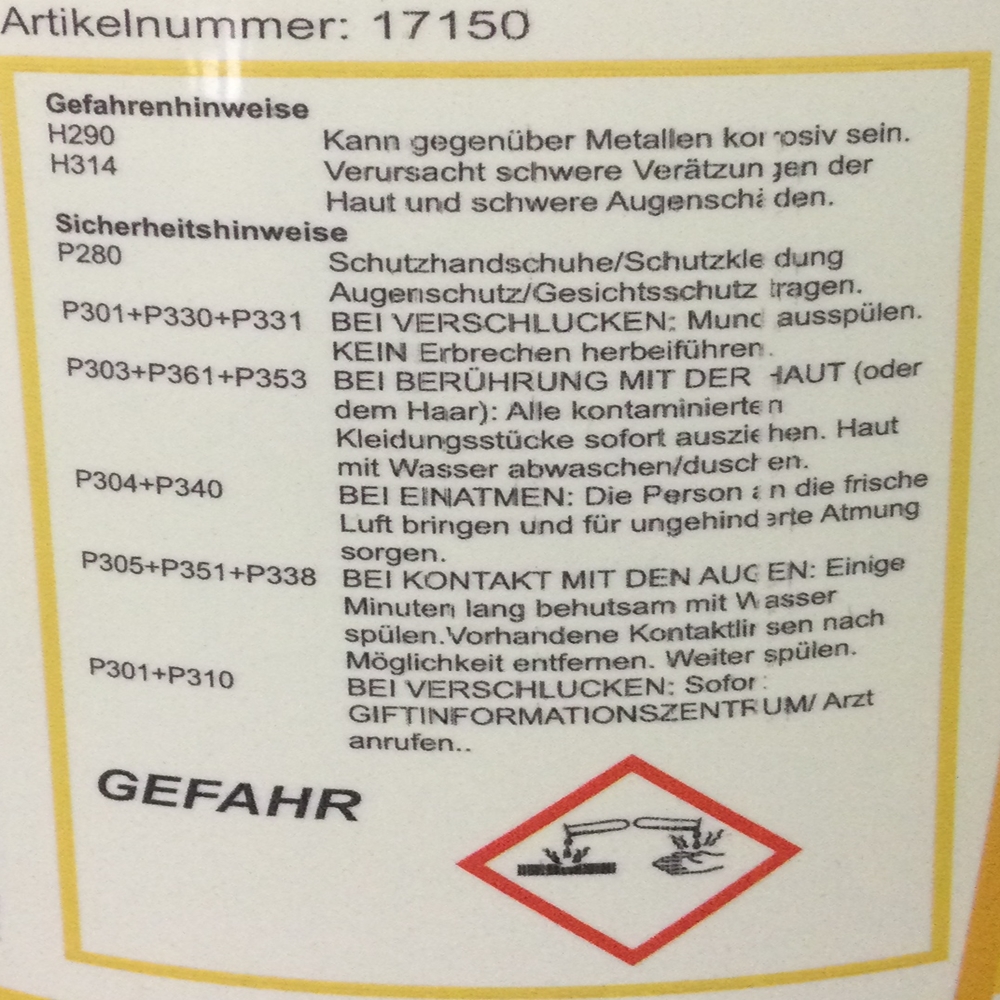 Artikelnummer: 17150
Gefahrenhinweise
H290 Kann gegenüber Metallen korrosiv sein.
H314 Verursacht schwere Verätzungen der
Haut und schwere Augenschäden.
Sicherheitshinweise
P280 Schutzhandschuhe/Schutzkledung
Augenschutz/Gesichtsschutz tragen.
P301+P330+P331 BEI VERSCHLUCKEN: Mund ausspülen.
KEIN Erbrechen herbeiführen.
P303+P361+P353 BEI BERÜHRUNG MIT DER HAUT (oder
dem Haar): Alle kontaminierten
Kleidungsstücke sofort ausziehen. Haut
mit Wasser abwaschen/duschen.
P304+P340 BEI EINATMEN: Die Person an die frische
Luft bringen und für ungehinderte Atmung
sorgen.
P305+P351+P338 BEI KONTAKT MIT DEN AUGEN: Einige
Minuten lang behutsam mit Wasser
spülen.Vorhandene Kontaktlinsen nach
Möglichkeit entfernen. Weiter spülen.
P301+P310 BEI VERSCHLUCKEN: Sofort
GIFTINFORMATIONSZENTRUM/ Arzt
anrufen..
GEFAHR